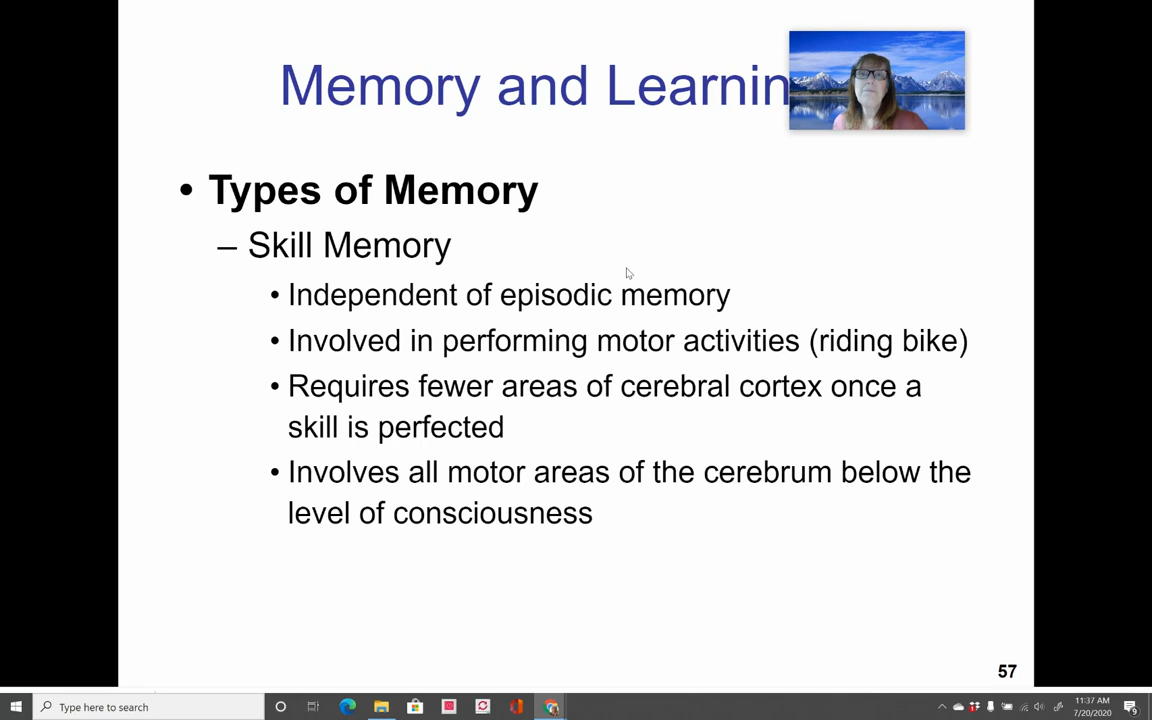 Memory and Learnin
• Types of Memory
– Skill Memory
• Independent of episodic memory
• Involved in performing motor activities (riding bike)
• Requires fewer areas of cerebral cortex once a
skill is perfected
• Involves all motor areas of the cerebrum below the
level of consciousness
57
Type here to search
11:37 AM
7/20/2020